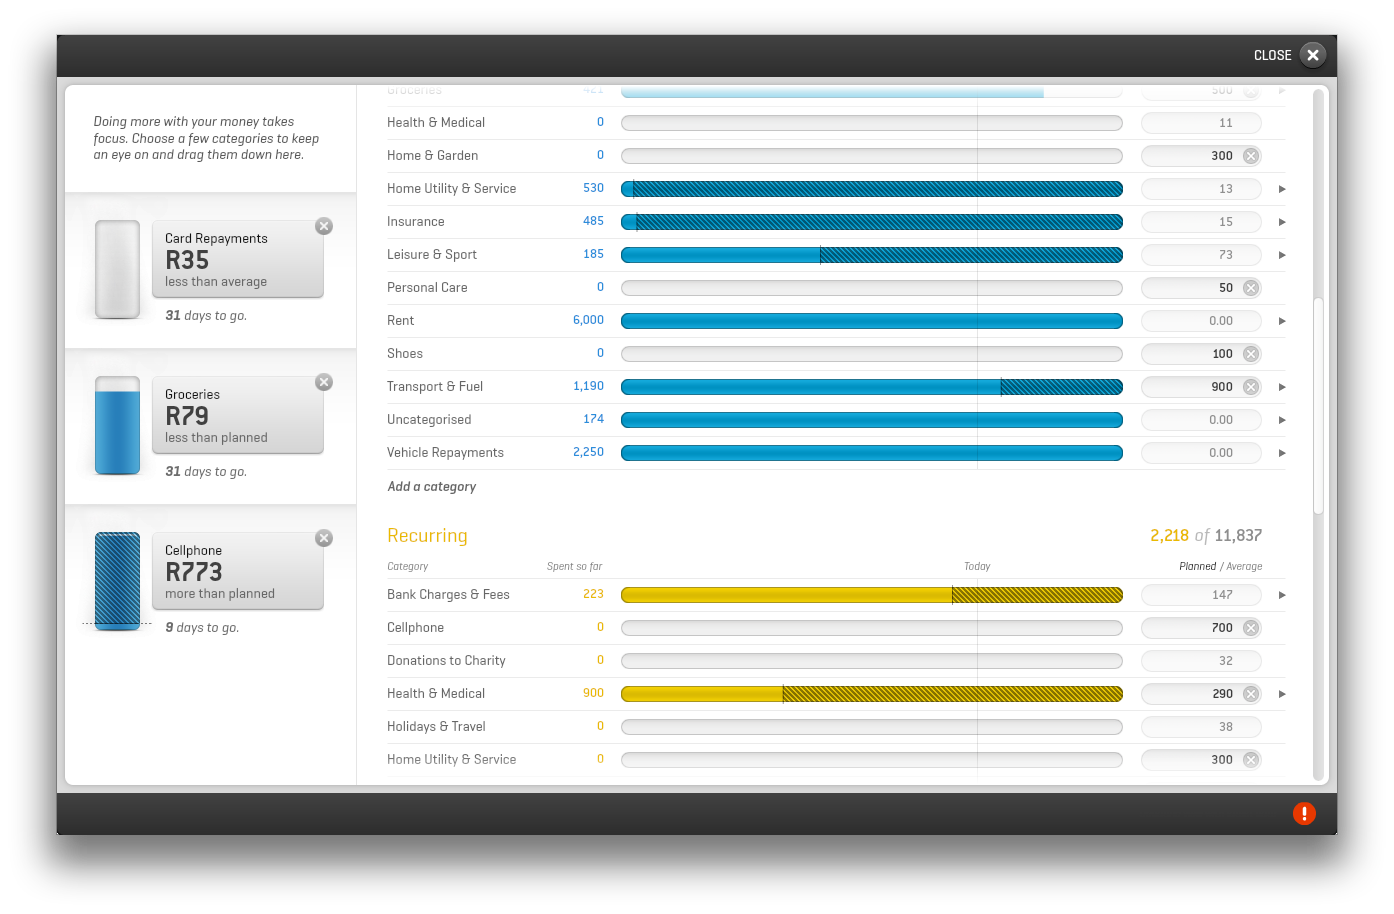 CLOSE
Doing more with your money takes
focus. Choose a few categories to keep
an eye on and drag them down here.
Card Repayments
R35
less than average
31 days to go.
Groceries
R79
less than planned
31 days to go.
Cellphone
R773
more than planned
9 days to go.
Groceries 421 500
Health & Medical 0 11
Home & Garden 0 300
Home Utility & Service 530 13
Insurance 485 15
Leisure & Sport 185 73
Personal Care 0 50
Rent 6,000 0.00
Shoes 0 100
Transport & Fuel 1,190 900
Uncategorised 174 0.00
Vehicle Repayments 2,250 0.00
Add a category
Recurring 2,218 of 11,837
Category Spent so far Today Planned / Average
Bank Charges & Fees 223 147
Cellphone 0 700
Donations to Charity 0 32
Health & Medical 900 290
Holidays & Travel 0 38
Home Utility & Service 0 300